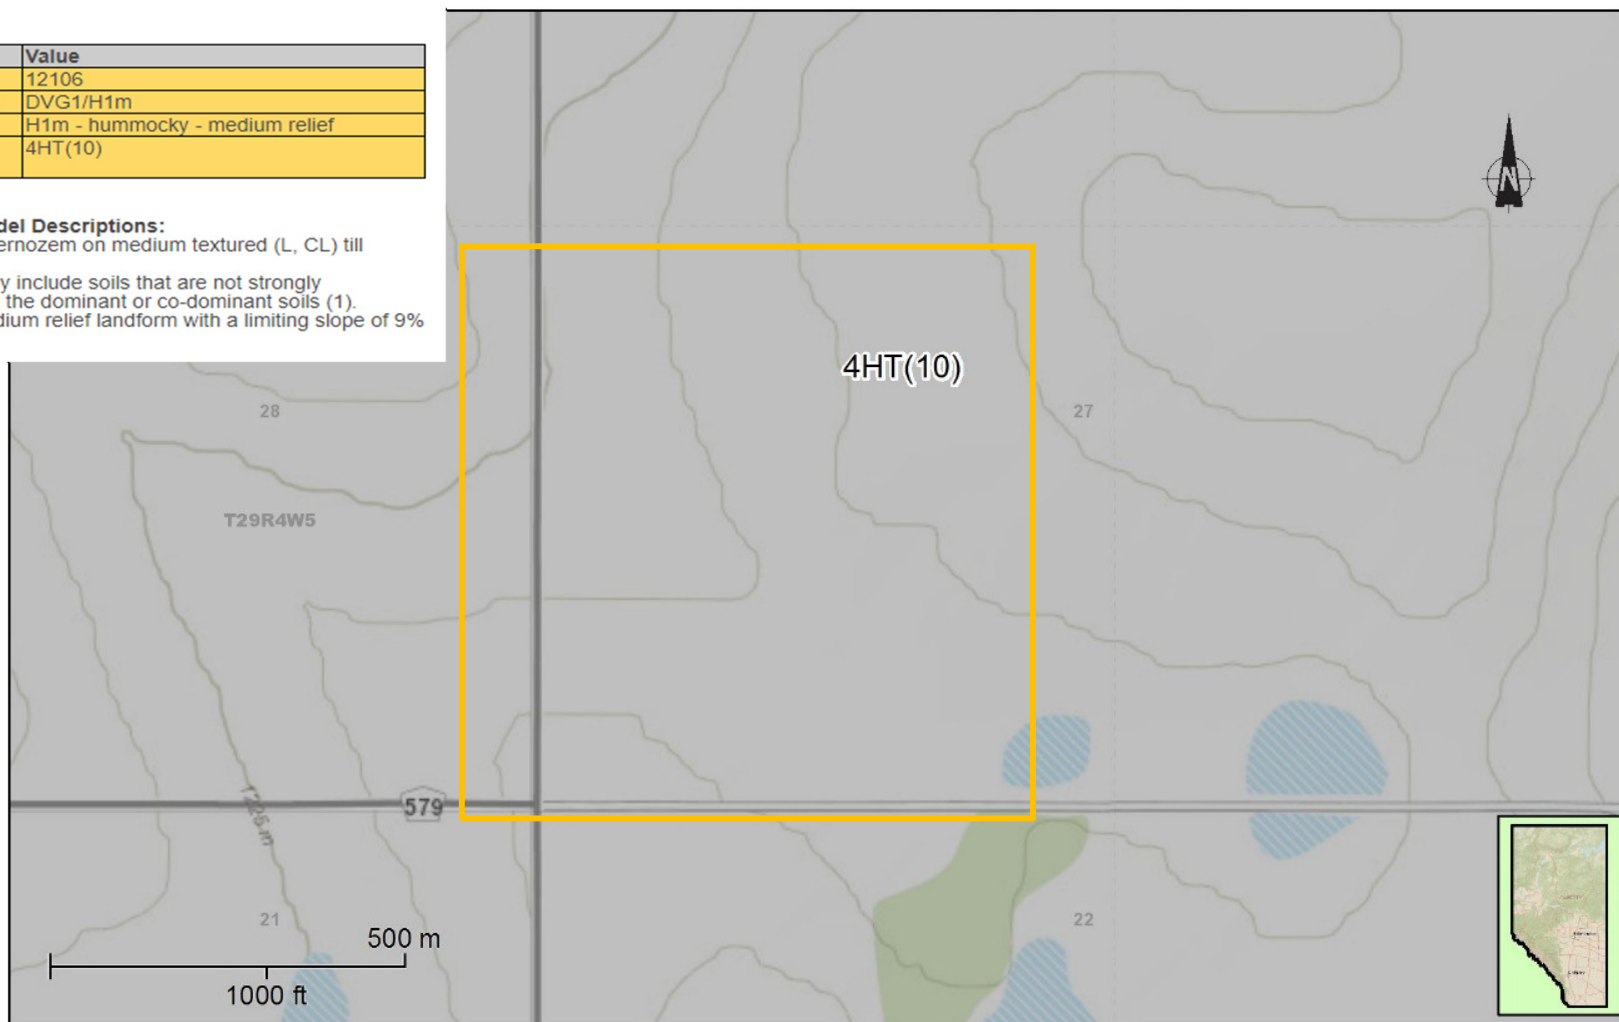 Value
12106
DVG1/H1m
H1m - hummocky - medium relief
4HT(10)
del Descriptions:
ernozem on medium textured (L, CL) till
y include soils that are not strongly
the dominant or co-dominant soils (1).
dium relief landform with a limiting slope of 9%
N
4HT(10)
28
27
T29R4W5
579
1225 m
21
22
500 m
1000 ft